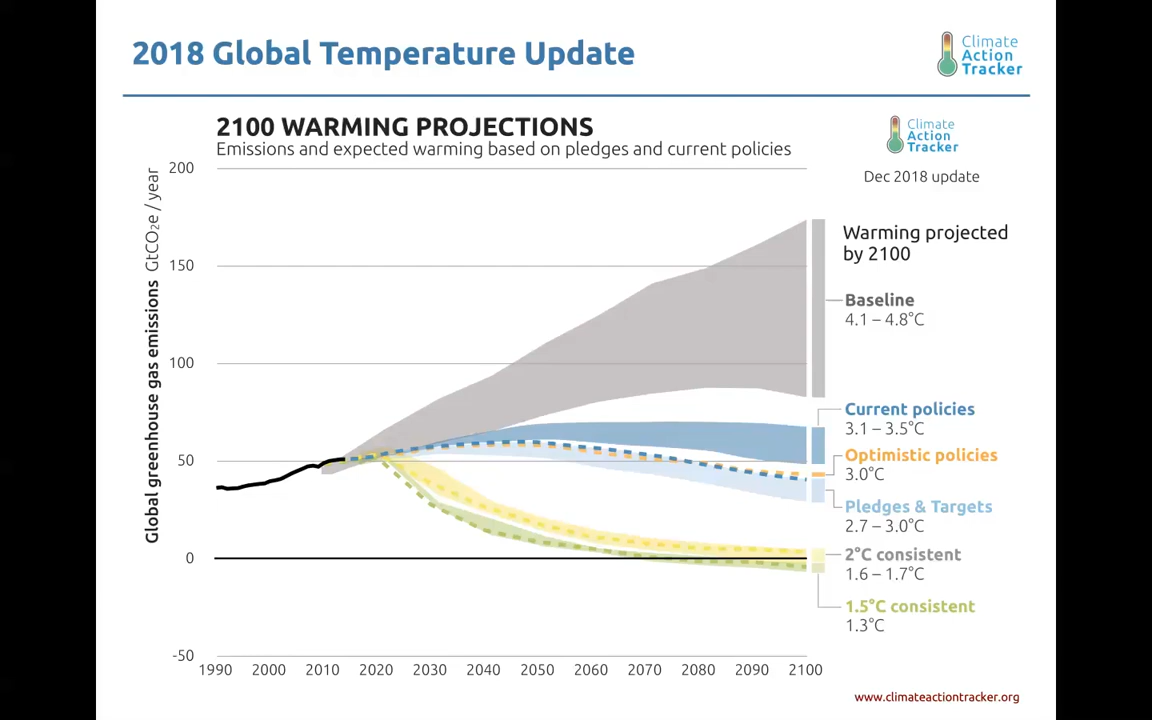 2018 Global Temperature Update
Climate
Action
Tracker
2100 WARMING PROJECTIONS
Emissions and expected warming based on pledges and current policies
Climate
Action
Tracker
Dec 2018 update
Global greenhouse gas emissions GtCO₂e / year
200
150
100
50
0
-50
1990
2000
2010
2020
2030
2040
2050
2060
2070
2080
2090
2100
Warming projected
by 2100
Baseline
4.1 – 4.8°C
Current policies
3.1 – 3.5°C
Optimistic policies
3.0°C
Pledges & Targets
2.7 – 3.0°C
2°C consistent
1.6 – 1.7°C
1.5°C consistent
1.3°C
www.climateactiontracker.org